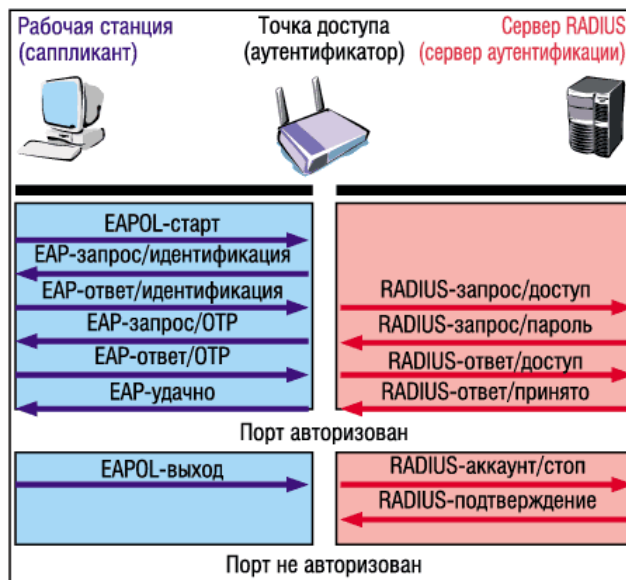 Рабочая станция
(саппликант)
Точка доступа
(аутентификатор)
Сервер RADIUS
(сервер аутентификации)
EAPOL-старт
EAP-запрос/идентификация
EAP-ответ/идентификация
RADIUS-запрос/доступ
EAP-запрос/OTP
RADIUS-запрос/пароль
EAP-ответ/OTP
RADIUS-ответ/доступ
EAP-удачно
RADIUS-ответ/принято
Порт авторизован
EAPOL-выход
RADIUS-аккаунт/стоп
RADIUS-подтверждение
Порт не авторизован